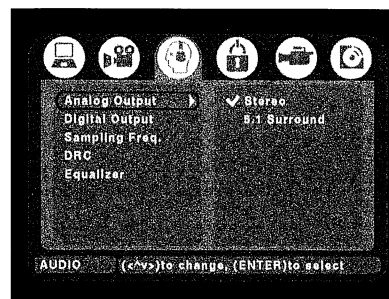 Analog Output
✔ Stereo
Digital Output
5.1 Surround
Sampling Freq.
DRC
Equalizer
AUDIO (<^v>)to change, (ENTER)to select